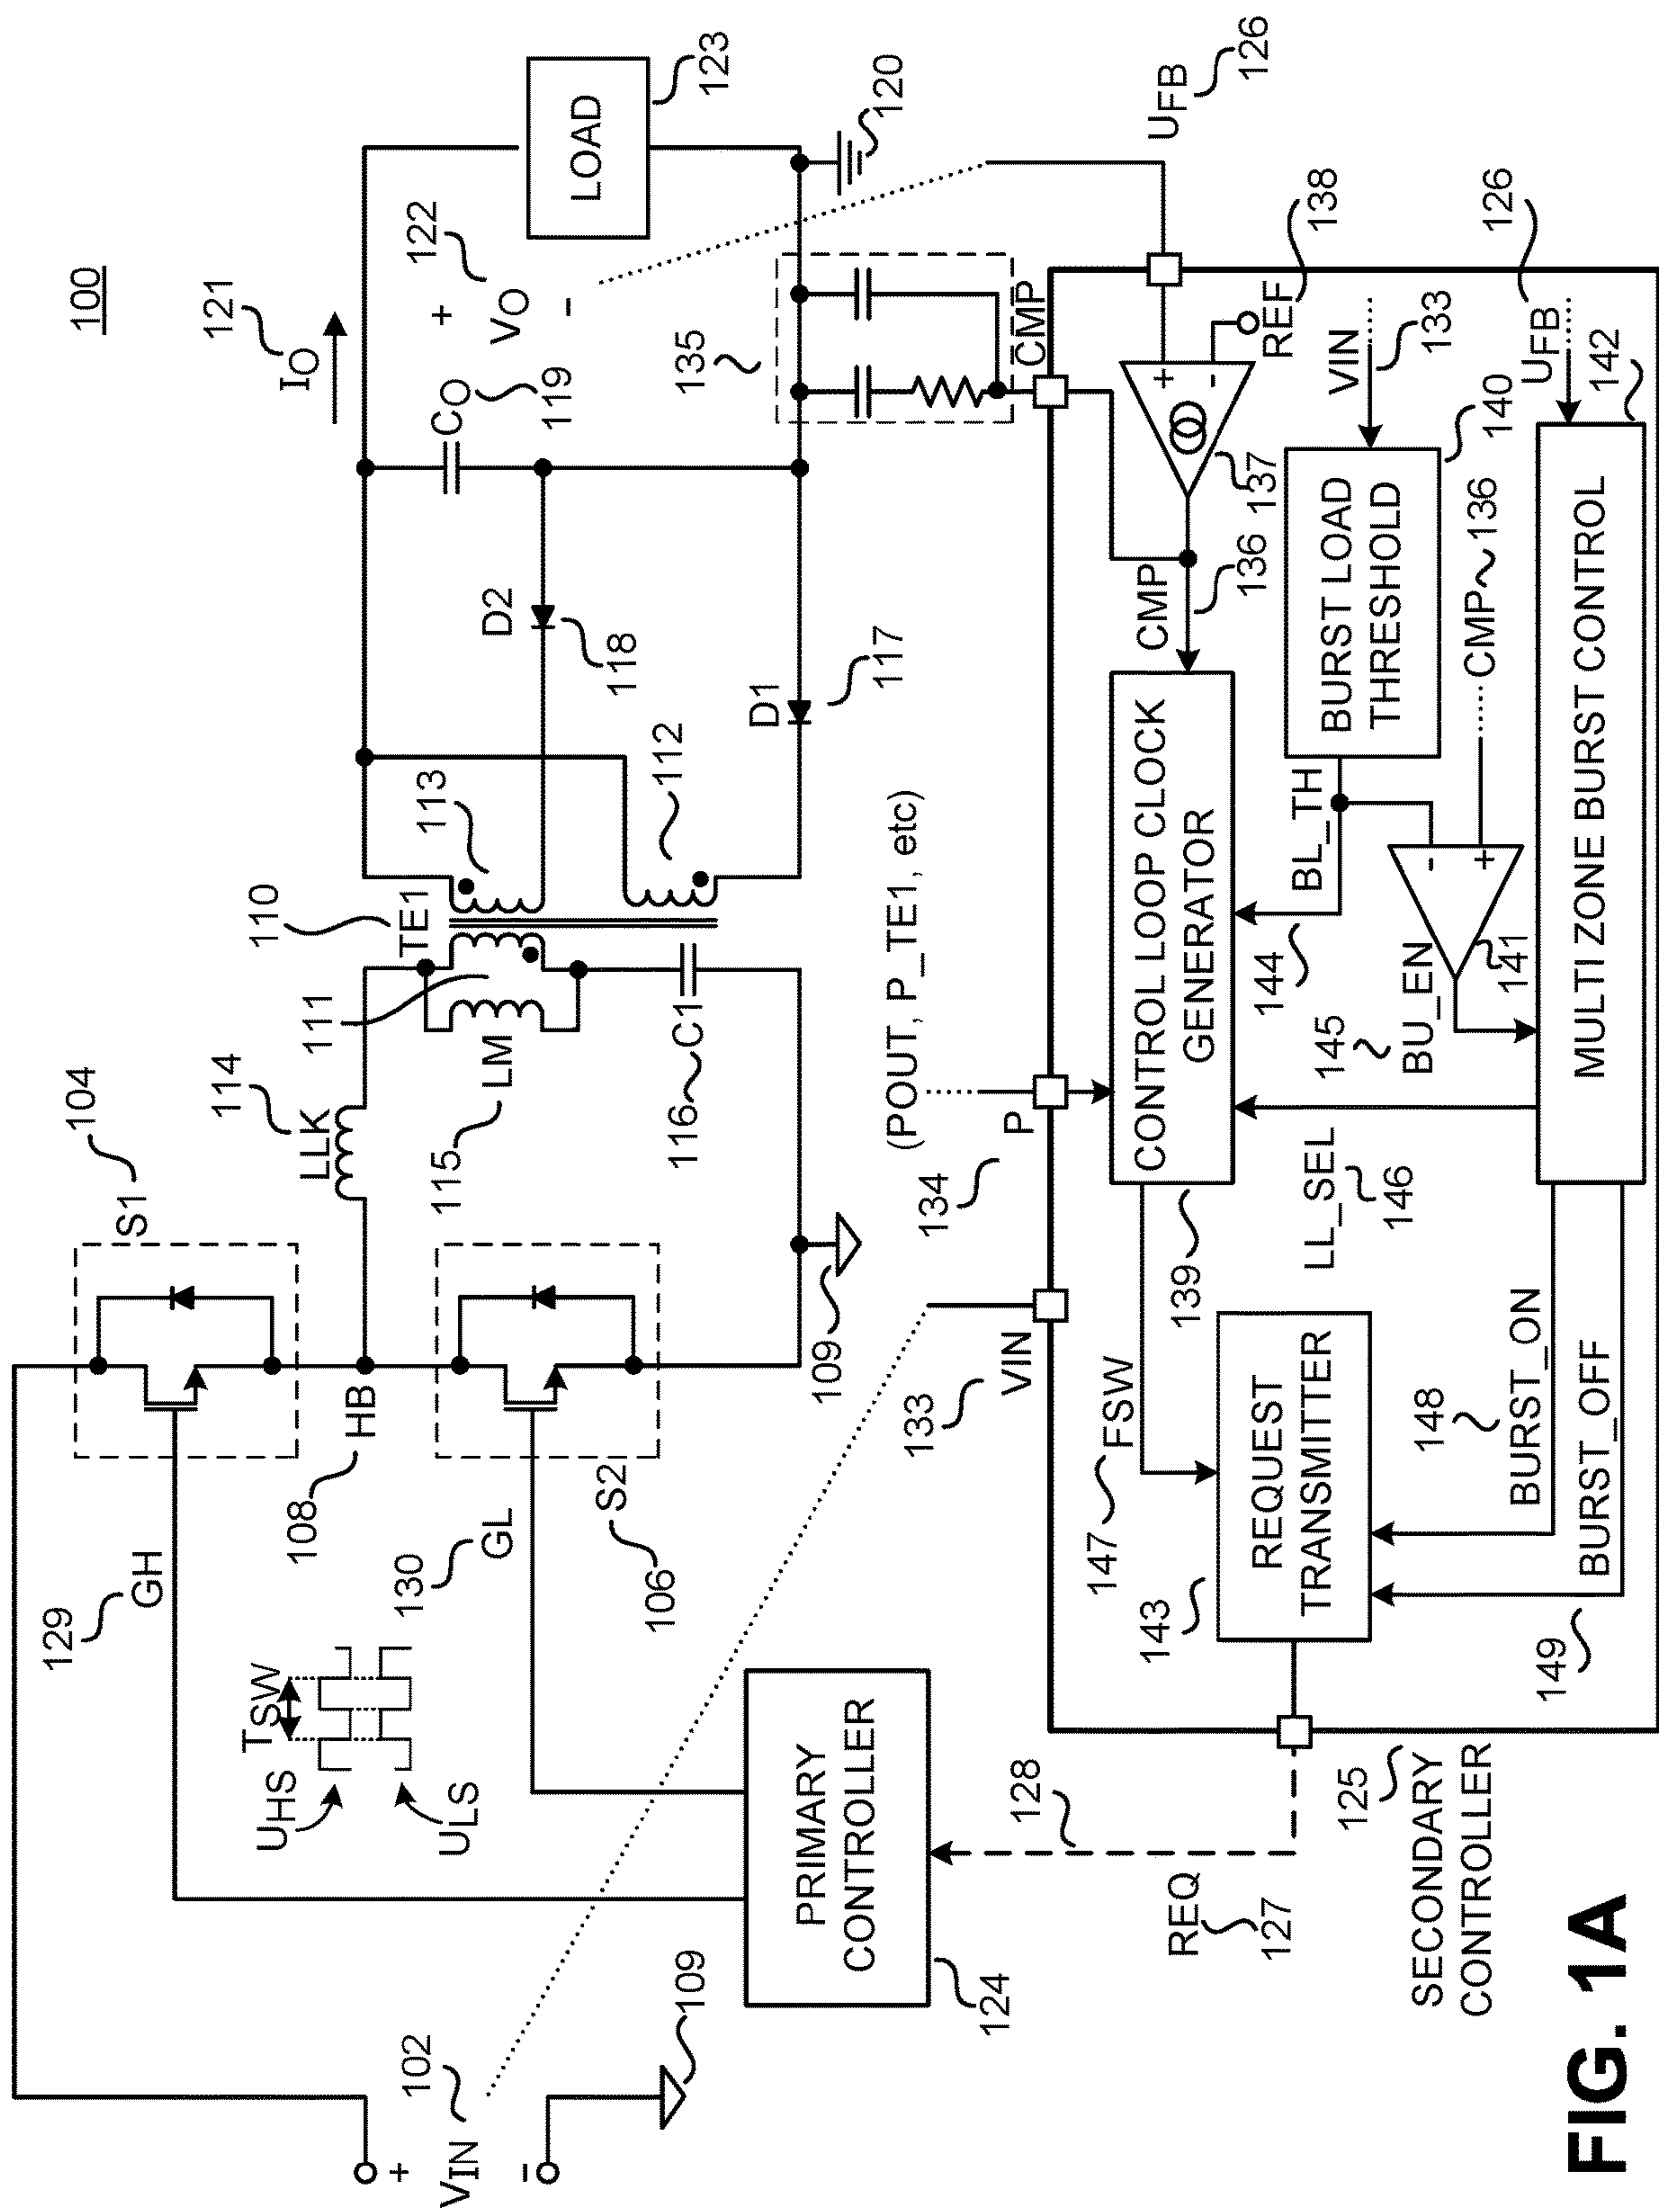 100
VIN
+
-
102
109
129
GH
UHS
TSW
ULS
S1
104
108
HB
130
GL
S2
106
109
114
LLK
115
LM
111
TE1
110
113
112
116
C1
D2
118
D1
117
CO
119
IO
121
+
VO
-
122
LOAD
123
120
135
PRIMARY
CONTROLLER
124
REQ
127
128
133
VIN
134
P
(POUT, P_TE1, etc)
CMP
UFB
126
SECONDARY
CONTROLLER
125
REQUEST
TRANSMITTER
143
147
FSW
139
CONTROL LOOP CLOCK
GENERATOR
CMP
136
137
+
-
REF
138
VIN
133
BURST LOAD
THRESHOLD
140
BL_TH
144
BU_EN
145
141
-
+
CMP
136
UFB
126
MULTI ZONE BURST CONTROL
142
LL_SEL
146
148
BURST_ON
149
BURST_OFF
FIG. 1A